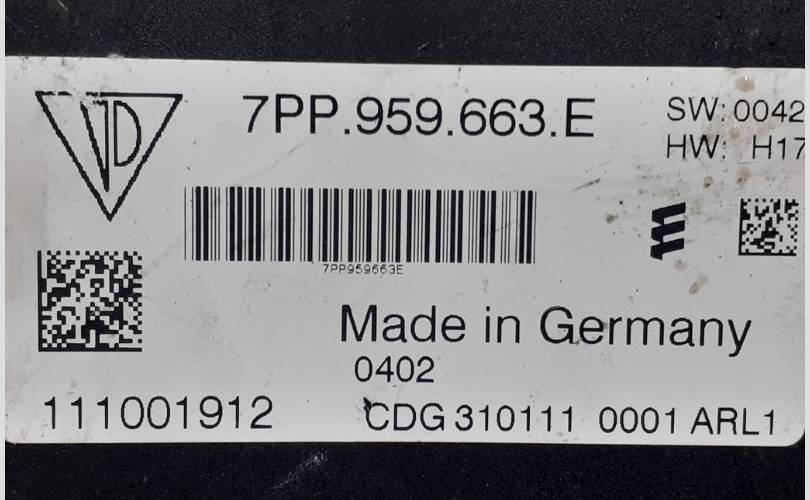 7PP.959.663.E
SW: 0042
HW: H17
7PP959663E
Made in Germany
0402
111001912
CDG 310111 0001 ARL1